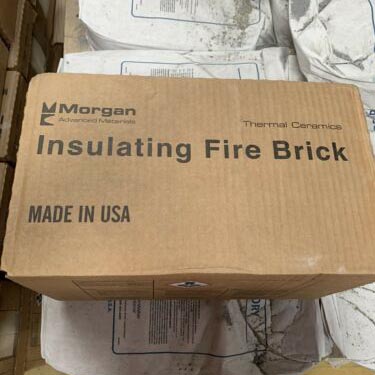 Morgan
Advanced Materials
Thermal Ceramics
Insulating Fire Brick
MADE IN USA